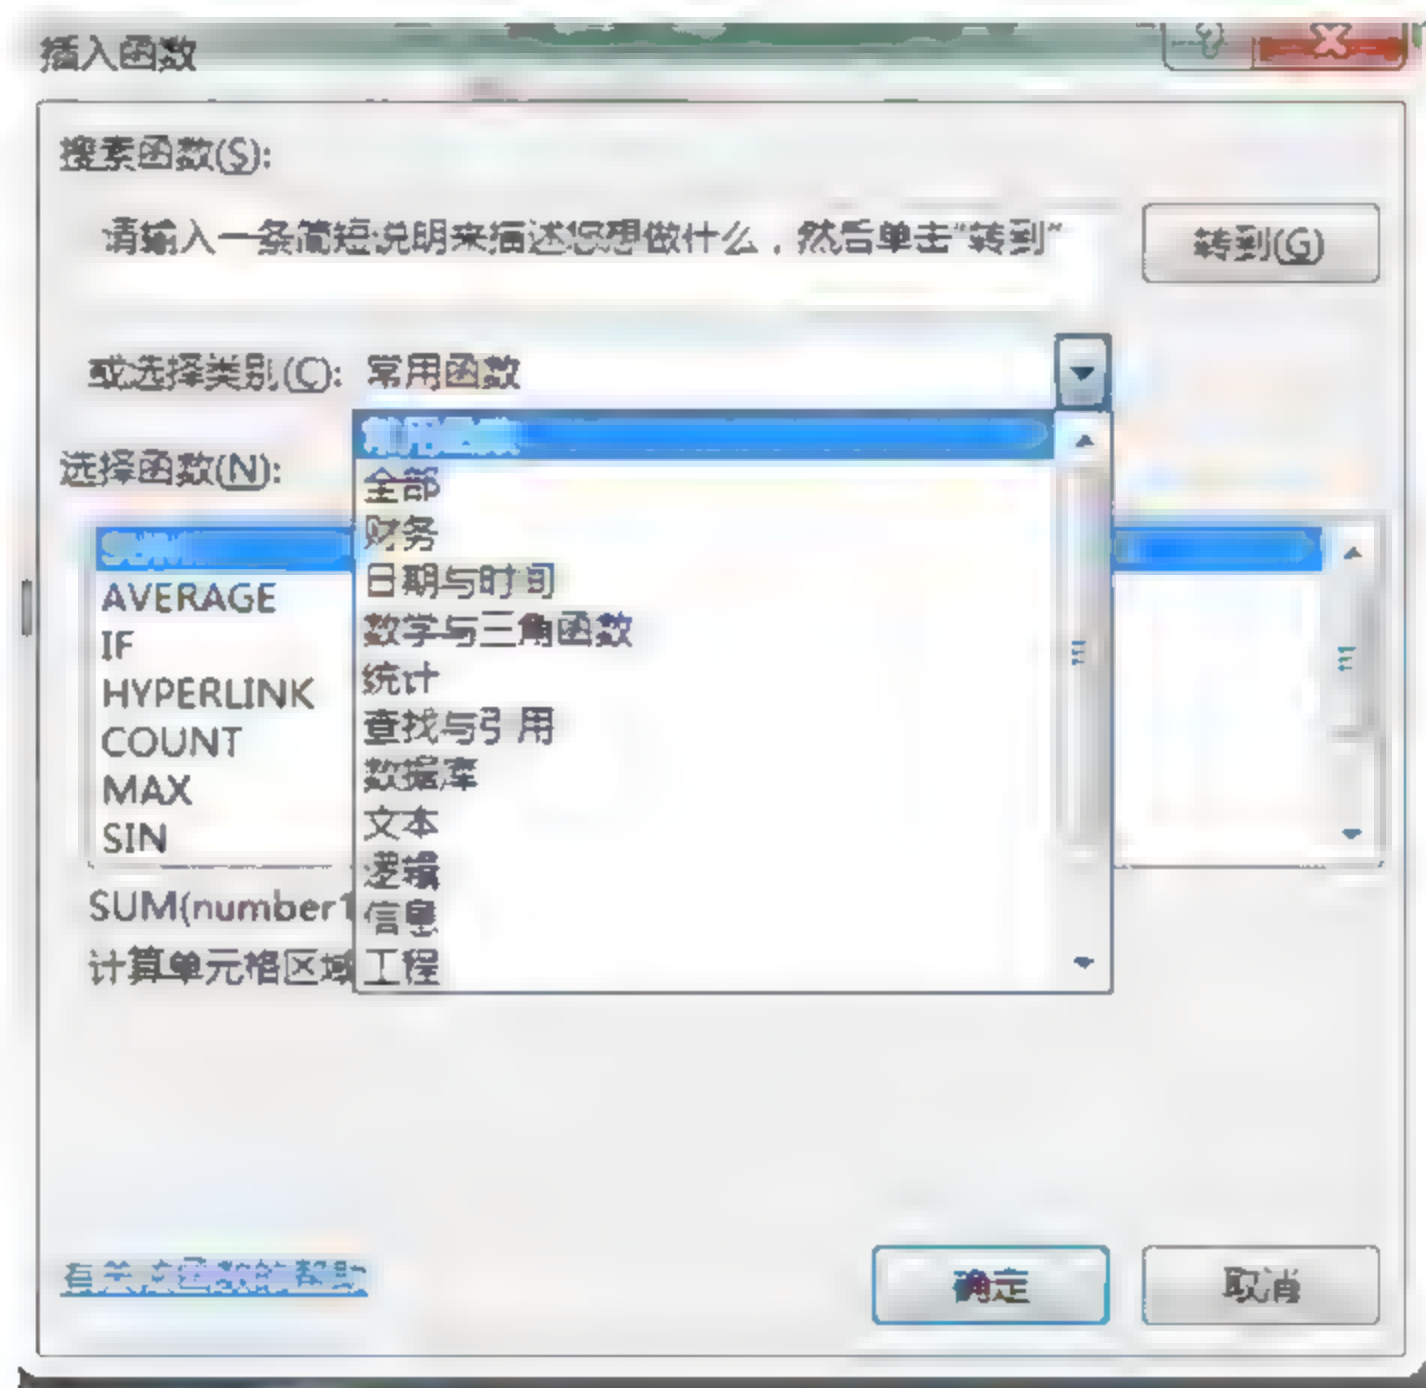 插入函数
搜索函数(S):
请输入一条简短说明来描述您想做什么，然后单击“转到”
转到(G)
或选择类别(C): 常用函数
常用函数
全部
财务
日期与时间
数学与三角函数
统计
查找与引用
数据库
文本
逻辑
信息
工程
选择函数(N):
SUM
AVERAGE
IF
HYPERLINK
COUNT
MAX
SIN
SUM(number1
计算单元格区域
有关该函数的帮助
确定
取消